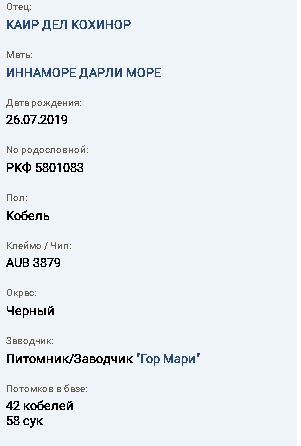 Отец:
КАИР ДЕЛ КОХИНОР
Мать:
ИННАМОРЕ ДАРЛИ МОРЕ
Дата рождения:
26.07.2019
No родословной:
РКФ 5801083
Пол:
Кобель
Клеймо / Чип:
AUB 3879
Окрас:
Черный
Заводчик:
Питомник/Заводчик "Гор Мари"
Потомков в базе:
42 кобелей
58 сук